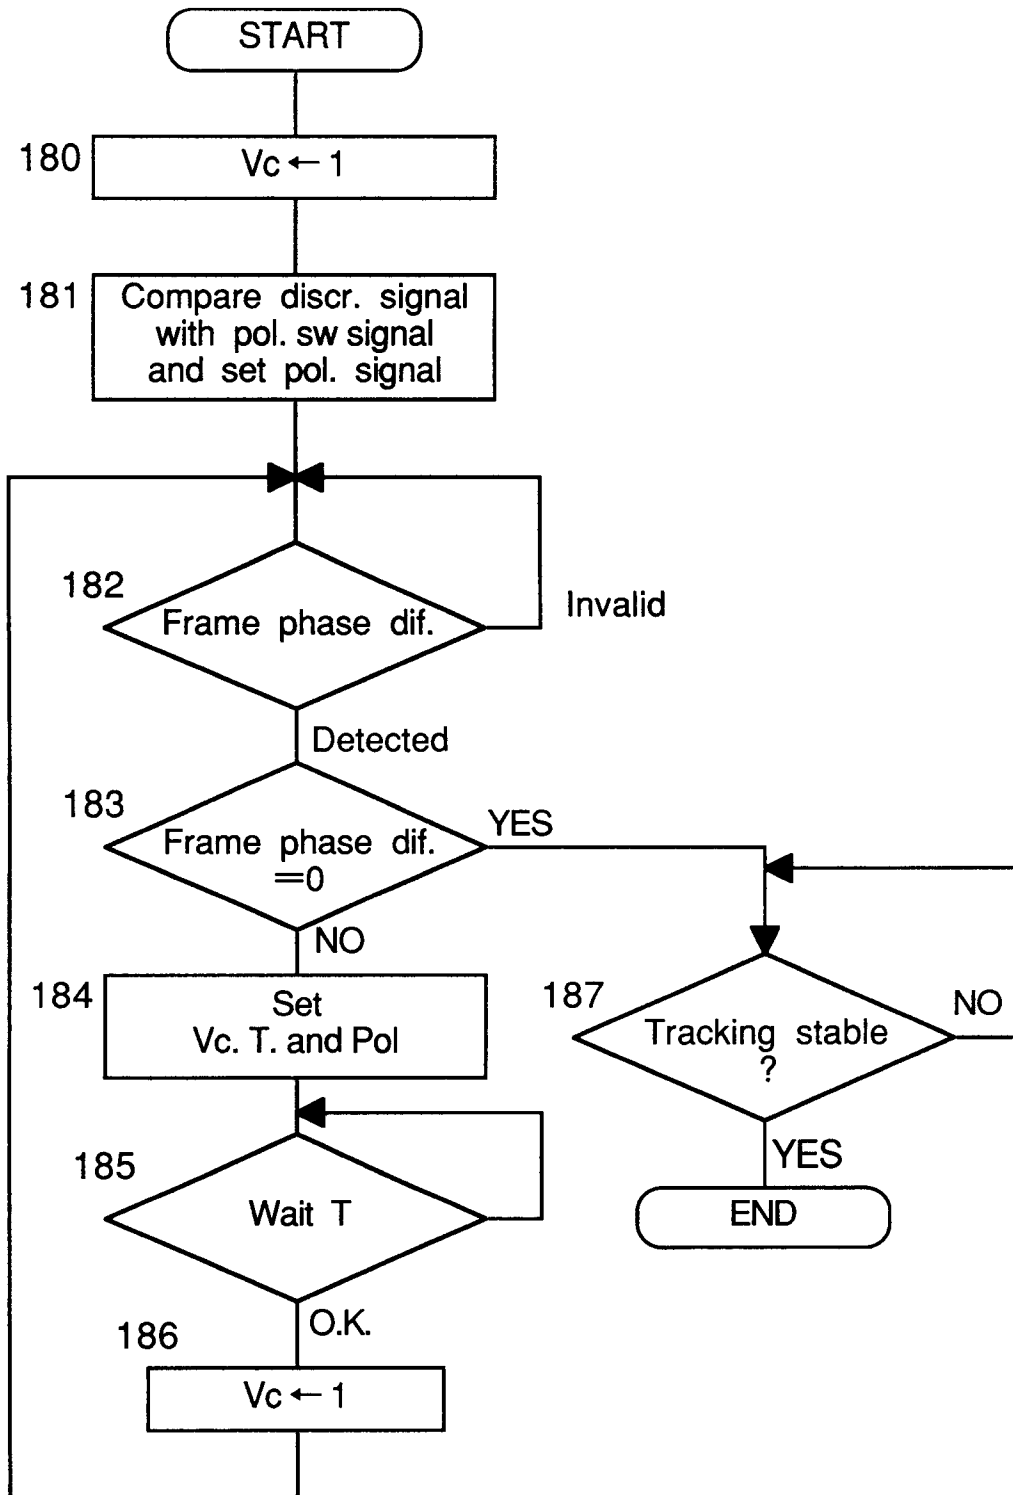 START
180
Vc ← 1
181
Compare discr. signal
with pol. sw signal
and set pol. signal
182
Frame phase dif.
Invalid
Detected
183
Frame phase dif.
=0
YES
NO
184
Set
Vc. T. and Pol
187
Tracking stable
?
NO
YES
END
185
Wait T
O.K.
186
Vc ← 1